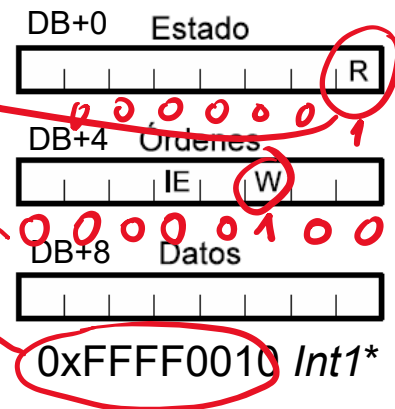 DB+0 Estado
R
0 0 0 0 0 0 1
DB+4 Órdenes
IE W
0 0 0 0 0 1 0 0
DB+8 Datos
0xFFFF0010 Int1*